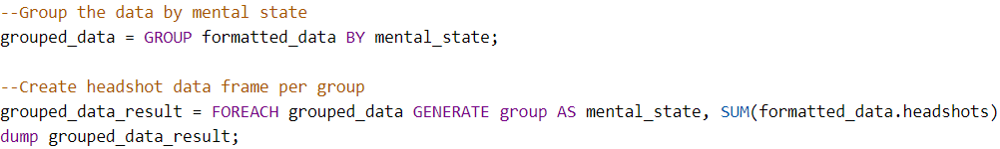 --Group the data by mental state
grouped_data = GROUP formatted_data BY mental_state;
--Create headshot data frame per group
grouped_data_result = FOREACH grouped_data GENERATE group AS mental_state, SUM(formatted_data.headshots)
dump grouped_data_result;